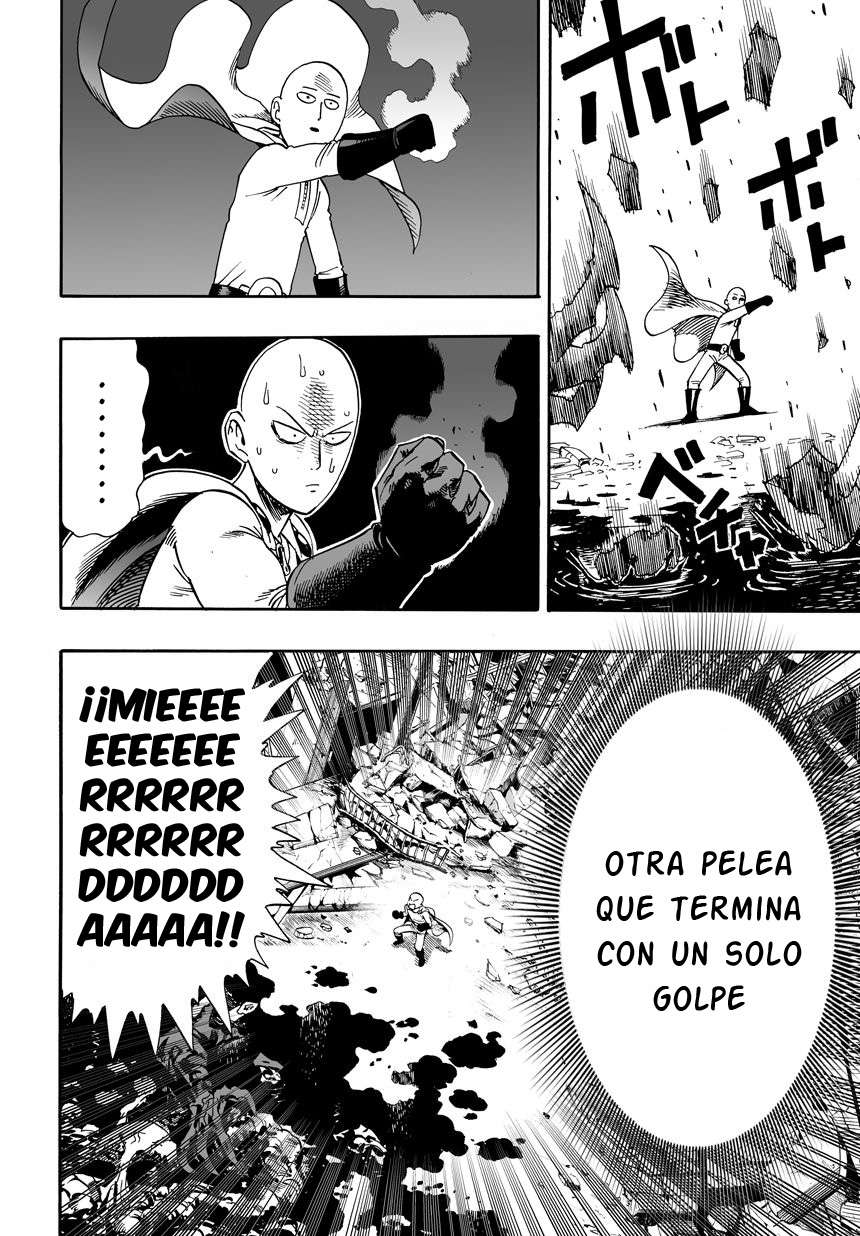 ボト
ボト
ベチャ
………
OTRA PELEA
QUE TERMINA
CON UN SOLO
GOLPE
¡¡MIEEEE
EEEEEEE
RRRRRR
RRRRRR
DDDDDD
AAAAA!!